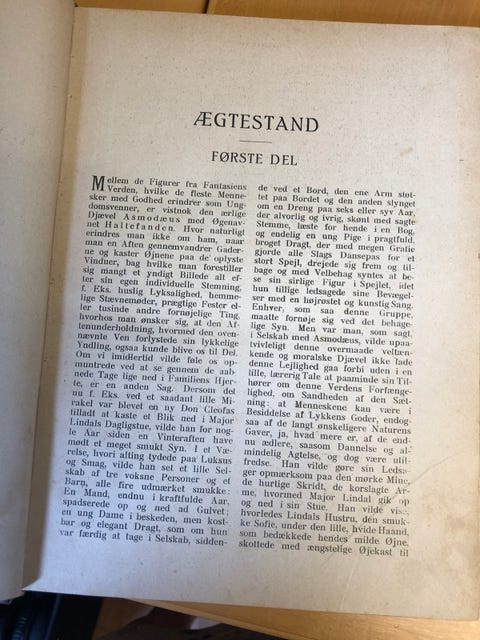 ÆGTESTAND
FØRSTE DEL
Mellem de Figurer fra Fantasiens
Verden, hvilke de fleste Menne-
sker med Godhed erindrer som Ung-
domsvenner, er vistnok den ærlige
Djævel Asmodæus med Øgenav-
net Haltefanden. Hvor naturligt
erindres man ikke om ham, naar
man en Aften gennemvandrer Gader-
ne og kaster Øjnene paa de oplyste
Vinduer, bag hvilke man forestiller
sig mangt et yndigt Billede alt ef-
ter sin egen individuelle Stemning,
f. Eks. huslig Lyksalighed, hemme-
lige Stævnemøder, prægtige Fester el-
ler tusinde andre fornøjelige Ting,
hvorhos man ønsker sig, at den Af-
tenunderholdning, hvormed den oven-
nævnte Ven forlystede sin lykkelige
Yndling, ogsaa kunde blive os til Del.
Om vi imidlertid vilde føle os op-
muntrede ved at se gennem de aab-
nede Tage lige ned i Familiens Hjer-
te, er en anden Sag. Dersom det
nu f. Eks. ved et saadant lille Mi-
rakel var blevet en ny Don Cleofas
tilladt at kaste et Blik ned i Major
Lindals Dagligstue, vilde han for nog-
le Aar siden en Vinteraften have
mødt et meget smukt Syn. I et Væ-
relse, hvori alting tydede paa Luksus
og Smag, vilde han set et lille Sel-
skab af tre voksne Personer og et
Barn, alle fire udmærket smukke:
En Mand, endnu i kraftfulde Aar,
spadserede op og ned ad Gulvet;
en ung Dame i beskeden, men kost-
bar og elegant Dragt, som om hun
var færdig at tage i Selskab, sidden-
de ved et Bord, den ene Arm støt-
tet paa Bordet og den anden slynget
om en Dreng paa seks eller syv Aar,
der alvorlig og ivrig, skønt med sagte
Stemme, læste for hende i en Bog,
og endelig en ung Pige i pragtfuld,
broget Dragt, der med megen Gratie
gjorde alle Slags Dansepas for et
stort Spejl, drejede sig frem og til-
bage og med Velbehag syntes at be-
se sin sirlige Figur i Spejlet, idet
hun tillige ledsagede sine Bevægel-
ser med en højrøstet og kunstig Sang.
Enhver, som saa denne Gruppe,
maatte fornøje sig ved det behage-
lige Syn. Men var man, som sagt,
i Selskab med Asmodæus, vilde upaa-
tvivleligt denne overmaade veltæn-
kende og moralske Djævel ikke lade
denne Lejlighed gaa forbi uden i en
lille, lærerig Tale at paaminde sin Til-
hører om denne Verdens Forfænge-
lighed, om Sandheden af den Sæt-
ning: at Menneskene kan være i
Besiddelse af Lykkens Goder, endog-
saa af de langt ønskeligere Naturens
Gaver, ja, hvad mere er, af de end-
nu ædlere, saasom Dannelse og al-
mindelig Agtelse, og dog være util-
fredse. Han vilde gøre sin Ledsa-
ger opmærksom paa den mørke Mine,
de hurtige Skridt, de korslagte Ar-
me, hvormed Major Lindal gik op
og ned i sin Stue. Han vilde vise,
hvorledes Lindals Hustru, den smuk-
ke Sofie, under den lille, hvide Haand,
som bedækkede hendes milde Øjne,
skottede med ængstelige Øjekast til